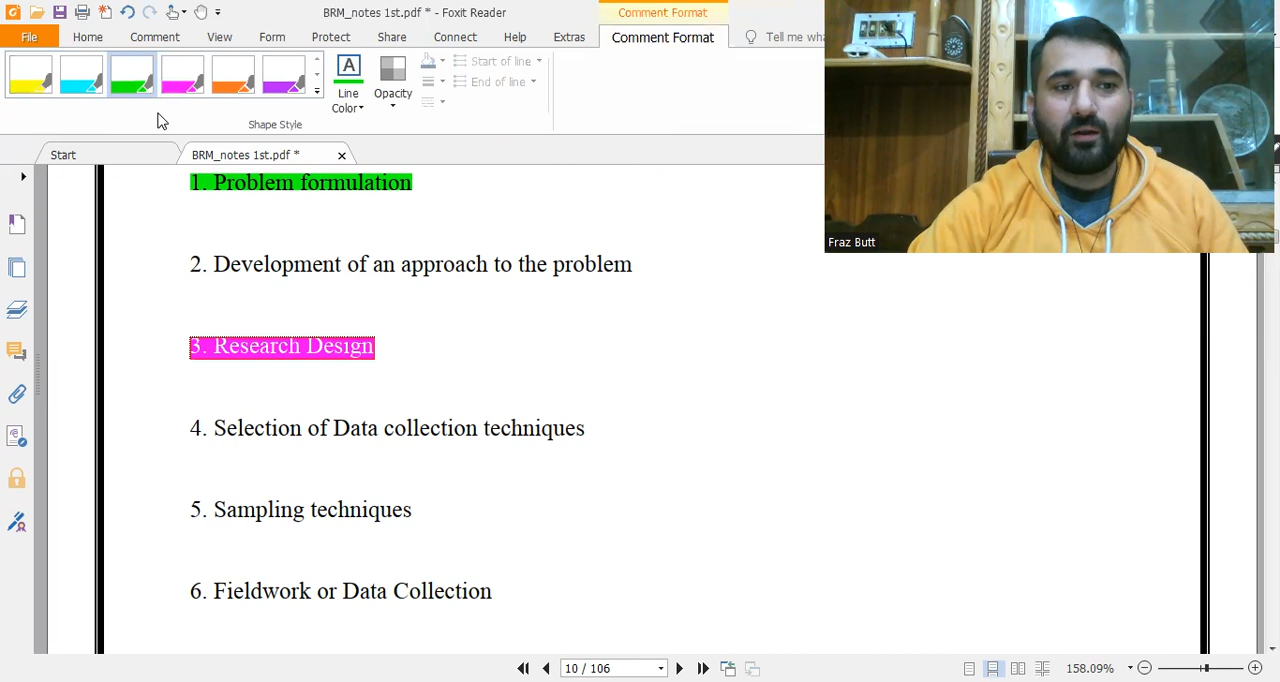 BRM_notes 1st.pdf * - Foxit Reader
Comment Format
File
Home
Comment
View
Form
Protect
Share
Connect
Help
Extras
Comment Format
Tell me wha
Line
Color
Opacity
Start of line
End of line
Shape Style
Start
BRM_notes 1st.pdf *
Fraz Butt
1. Problem formulation
2. Development of an approach to the problem
3. Research Design
4. Selection of Data collection techniques
5. Sampling techniques
6. Fieldwork or Data Collection
10 / 106
158.09%